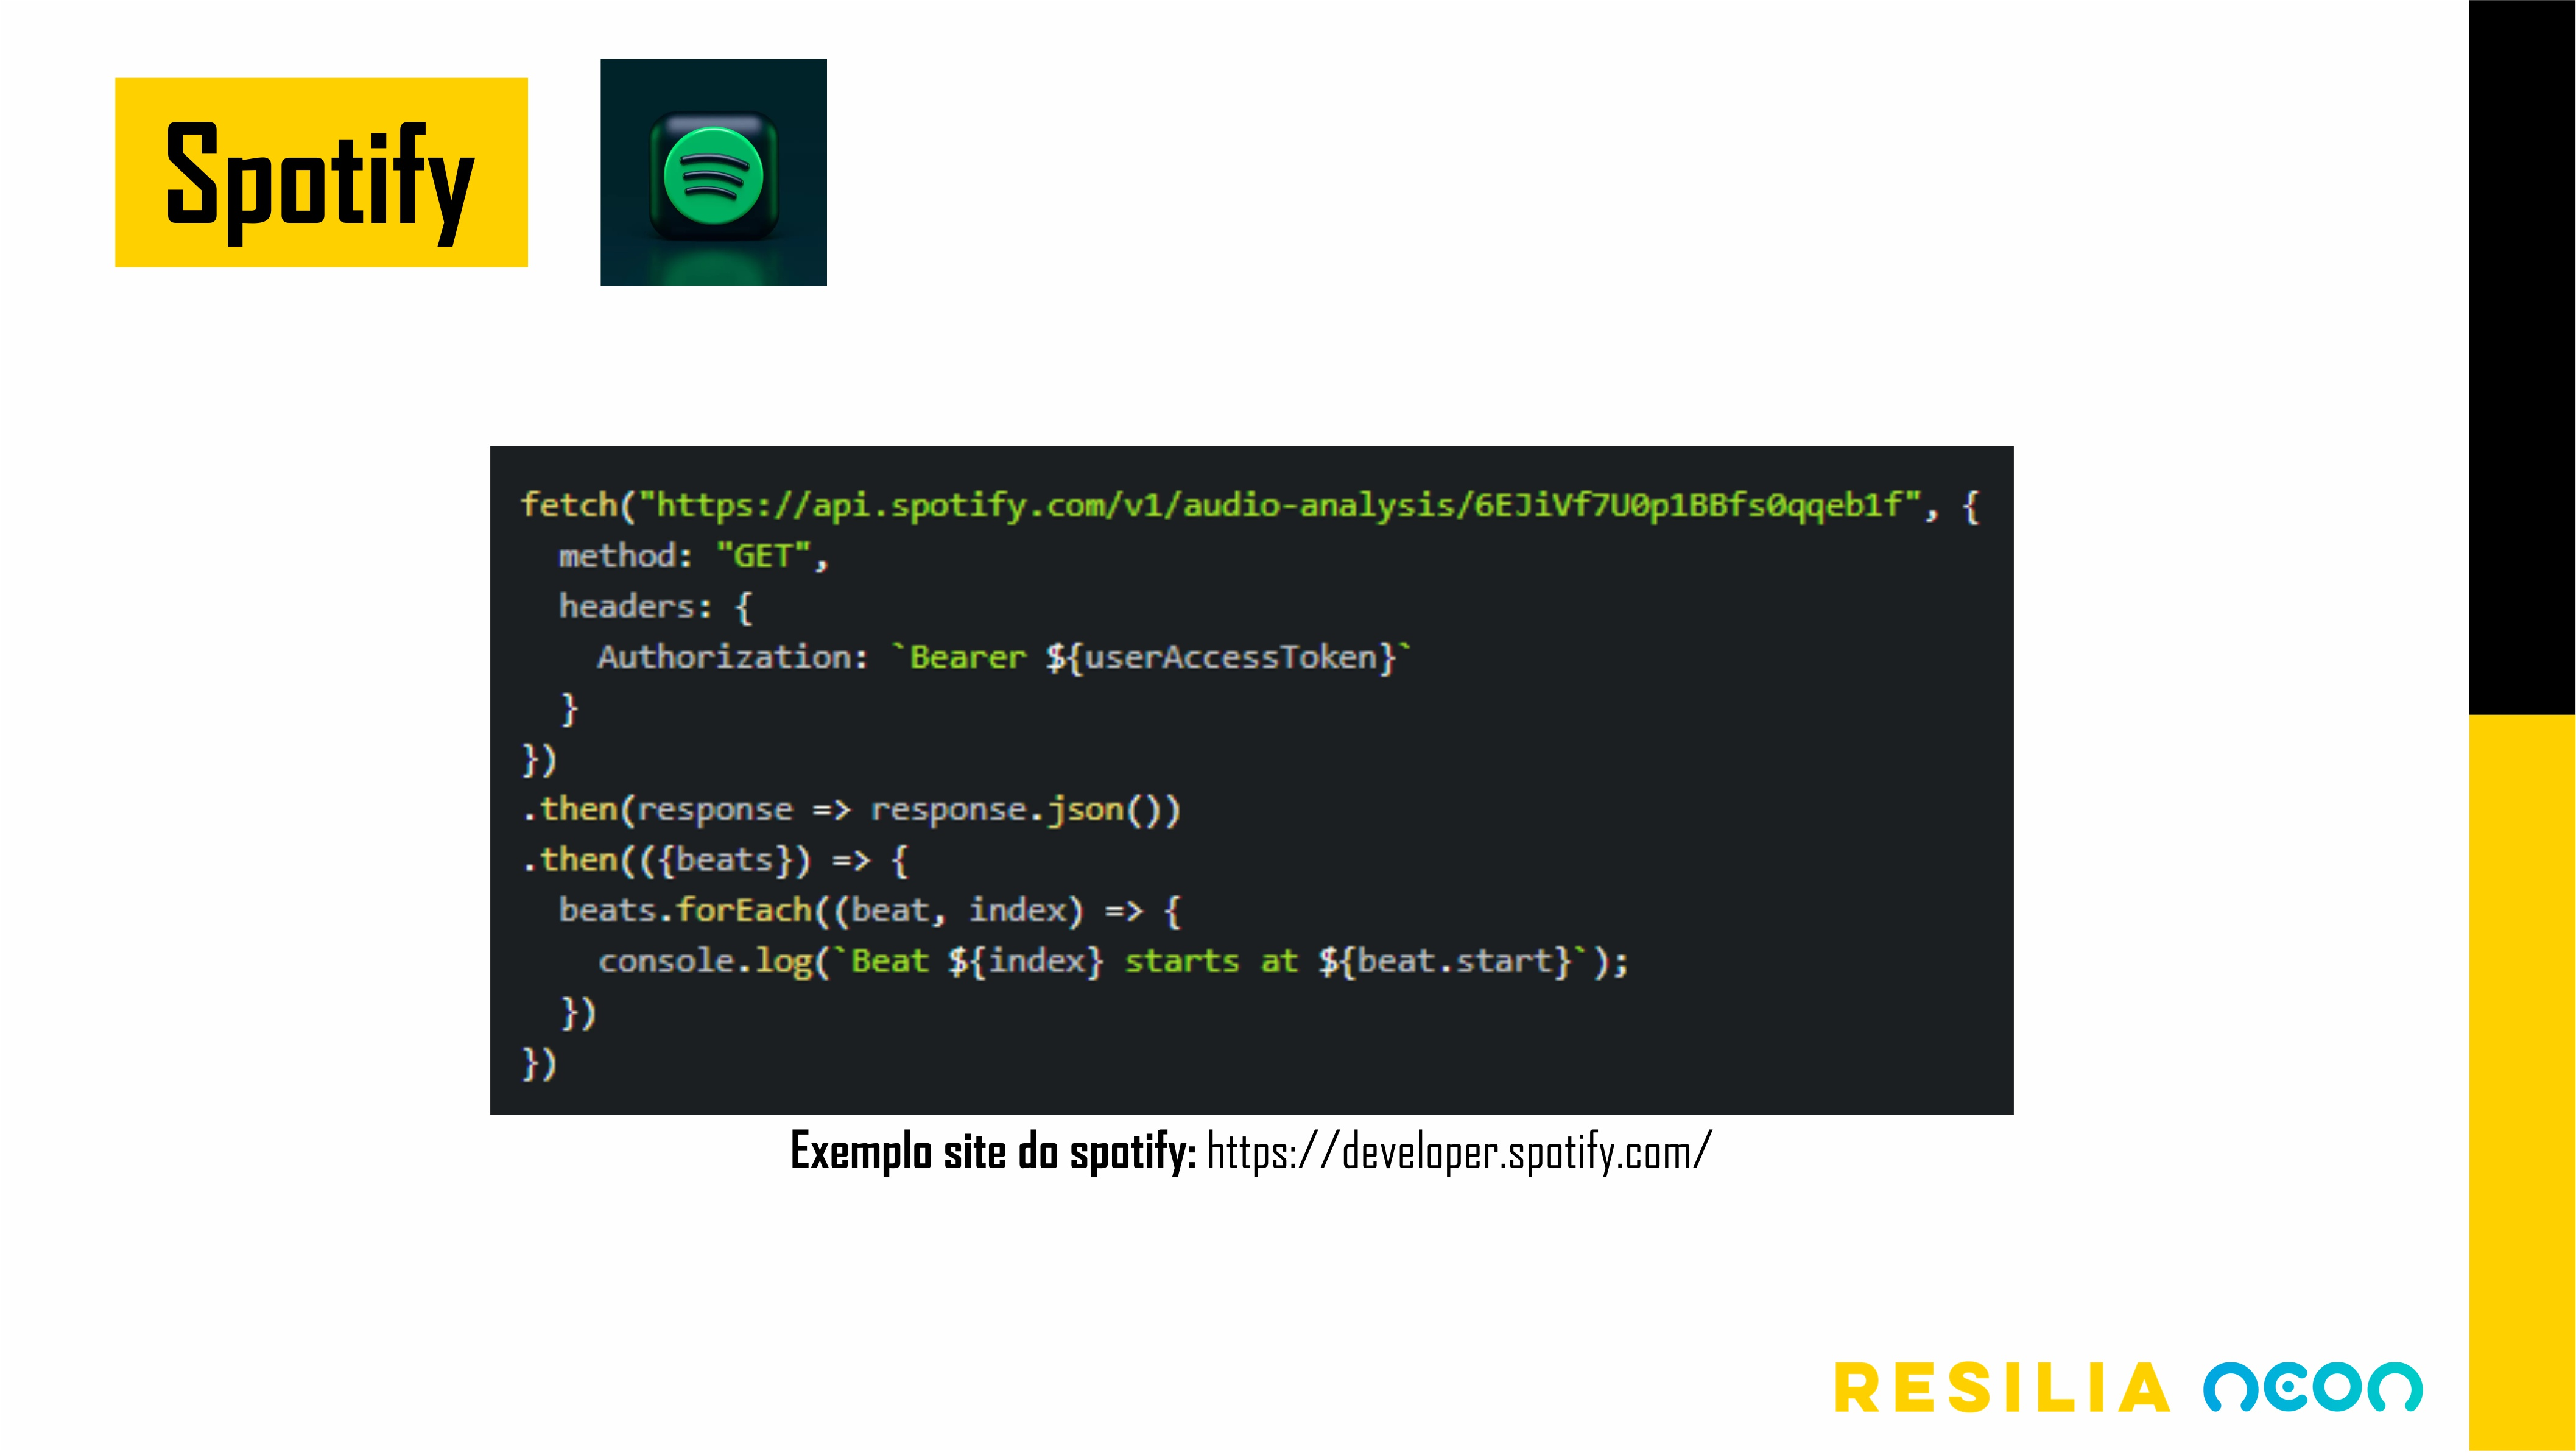 Spotify
fetch("https://api.spotify.com/v1/audio-analysis/6EJiVf7U0p1BBfs0qqeb1f", {
  method: "GET",
  headers: {
    Authorization: `Bearer ${userAccessToken}`
  }
})
.then(response => response.json())
.then(({beats}) => {
  beats.forEach((beat, index) => {
    console.log(`Beat ${index} starts at ${beat.start}`);
  })
})
Exemplo site do spotify: https://developer.spotify.com/
RESILIA neon